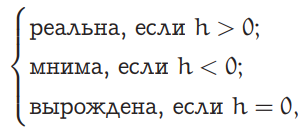 реальна, если h > 0;
мнима, если h < 0;
вырождена, если h = 0,